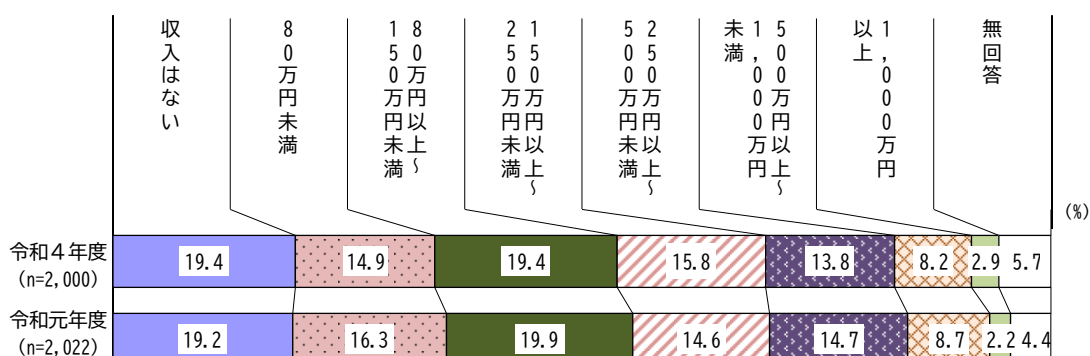 収入はない
80万円未満
80万円以上~
150万円未満
150万円以上~
250万円未満
250万円以上~
500万円未満
500万円以上~
1,000万円
未満
1,000万円
以上
無回答
(%)
令和4年度
(n=2,000)
19.4 14.9 19.4 15.8 13.8 8.2 2.9 5.7
令和元年度
(n=2,022)
19.2 16.3 19.9 14.6 14.7 8.7 2.2 4.4